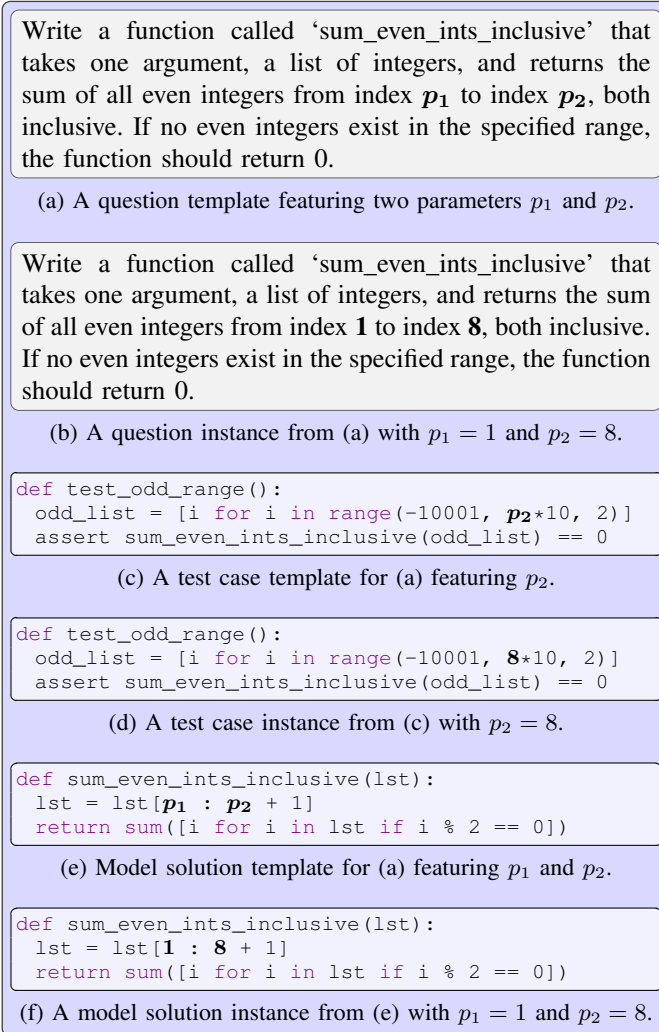 Write a function called ‘sum_even_ints_inclusive’ that
takes one argument, a list of integers, and returns the
sum of all even integers from index p₁ to index p₂, both
inclusive. If no even integers exist in the specified range,
the function should return 0.
(a) A question template featuring two parameters p₁ and p₂.
Write a function called ‘sum_even_ints_inclusive’ that
takes one argument, a list of integers, and returns the sum
of all even integers from index 1 to index 8, both inclusive.
If no even integers exist in the specified range, the function
should return 0.
(b) A question instance from (a) with p₁ = 1 and p₂ = 8.
def test_odd_range():
odd_list = [i for i in range(-10001, p₂*10, 2)]
assert sum_even_ints_inclusive(odd_list) == 0
(c) A test case template for (a) featuring p₂.
def test_odd_range():
odd_list = [i for i in range(-10001, 8*10, 2)]
assert sum_even_ints_inclusive(odd_list) == 0
(d) A test case instance from (c) with p₂ = 8.
def sum_even_ints_inclusive(lst):
lst = lst[p₁ : p₂ + 1]
return sum([i for i in lst if i % 2 == 0])
(e) Model solution template for (a) featuring p₁ and p₂.
def sum_even_ints_inclusive(lst):
lst = lst[1 : 8 + 1]
return sum([i for i in lst if i % 2 == 0])
(f) A model solution instance from (e) with p₁ = 1 and p₂ = 8.